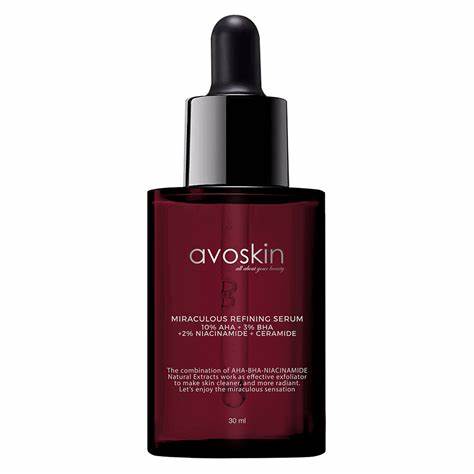 avoskin
all about your beauty
MIRACULOUS REFINING SERUM
10% AHA + 3% BHA
+2% NIACINAMIDE + CERAMIDE
The combination of AHA-BHA-NIACINAMIDE
Natural Extracts work as effective exfoliator
to make skin cleaner, and more radiant.
Let's enjoy the miraculous sensation
30 ml